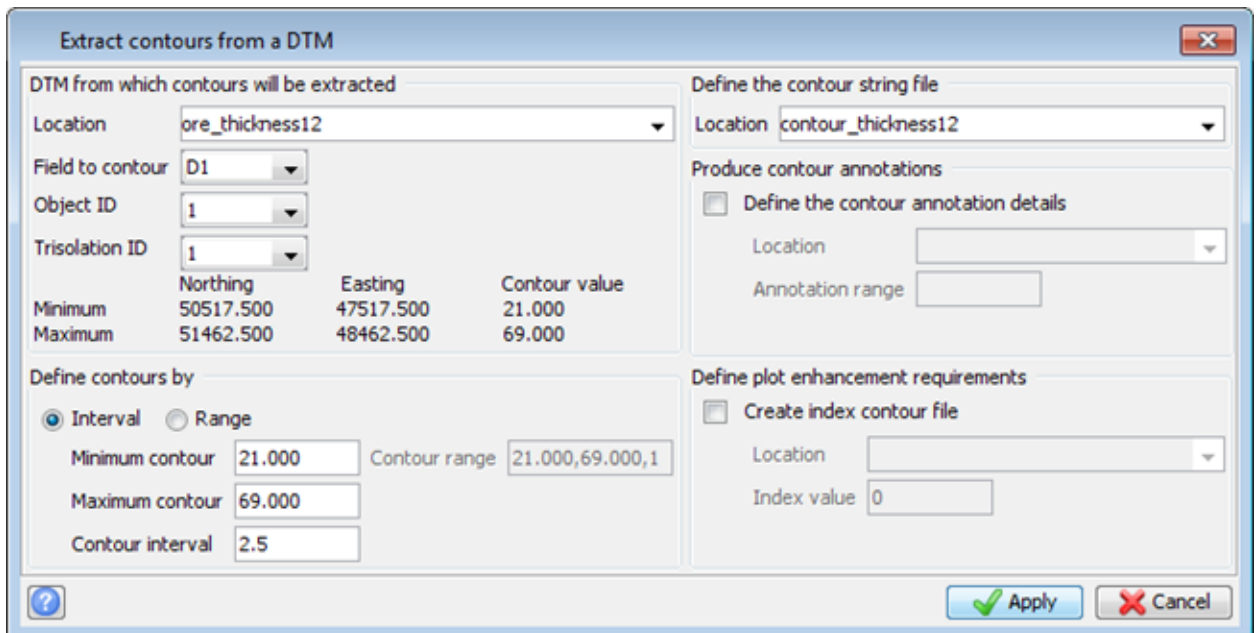 Extract contours from a DTM
DTM from which contours will be extracted
Location ore_thickness12
Field to contour D1
Object ID 1
Trisolation ID 1
Northing Easting Contour value
Minimum 50517.500 47517.500 21.000
Maximum 51462.500 48462.500 69.000
Define the contour string file
Location contour_thickness12
Produce contour annotations
Define the contour annotation details
Location
Annotation range
Define contours by
Interval Range
Minimum contour 21.000 Contour range 21.000,69.000,1
Maximum contour 69.000
Contour interval 2.5
Define plot enhancement requirements
Create index contour file
Location
Index value 0
? Apply Cancel